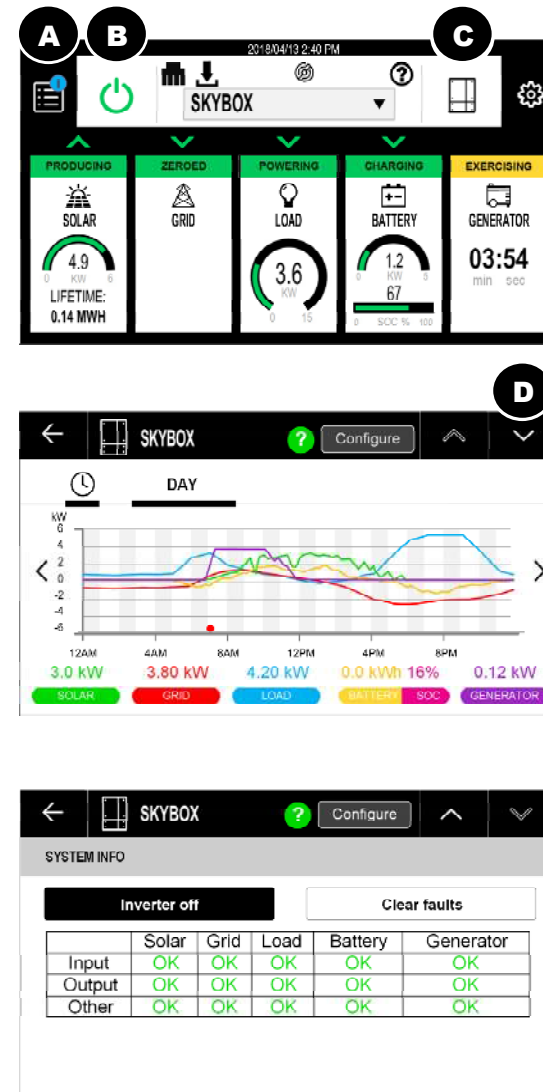 A B C
2018/04/13 2:40 PM
SKYBOX
PRODUCING ZEROED POWERING CHARGING EXERCISING
SOLAR GRID LOAD BATTERY GENERATOR
4.9 3.6 1.2 03:54
0 KW 6 KW 0 KW 5 min sec
LIFETIME: 67
0.14 MWH 0 15 0 SOC % 100
D
SKYBOX ? Configure
DAY
kW
6
4
2
0
-2
-4
-6
12AM 4AM 8AM 12PM 4PM 8PM
3.0 kW 3.80 kW 4.20 kW 0.0 kWh 16% 0.12 kW
SOLAR GRID LOAD BATTERY SOC GENERATOR
SKYBOX ? Configure
SYSTEM INFO
Inverter off Clear faults
Solar Grid Load Battery Generator
Input OK OK OK OK OK
Output OK OK OK OK OK
Other OK OK OK OK OK